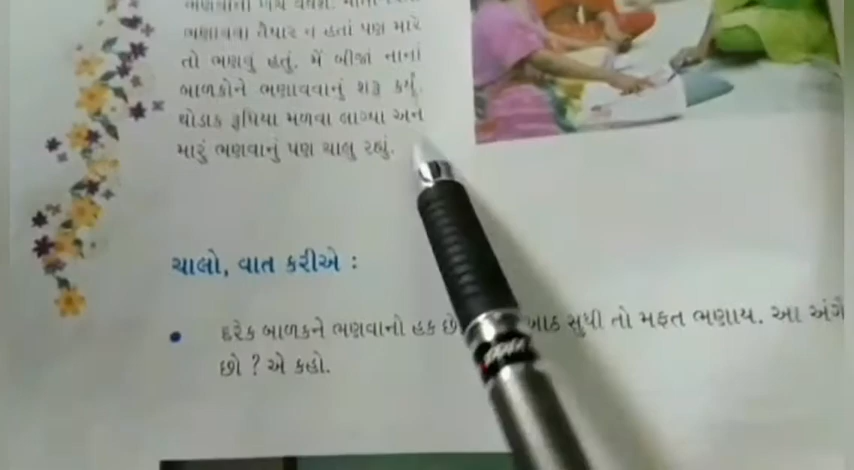 ભણાવવા તૈયાર ન હતાં પણ મારે
તો ભણવું હતું. મેં બીજાં નાનાં
બાળકોને ભણાવવાનું શરૂ કર્યું.
થોડાક રૂપિયા મળવા લાગ્યા અને
મારું ભણવાનું પણ ચાલુ રહ્યું.
ચાલો, વાત કરીએ :
• દરેક બાળકને ભણવાનો હક છે સુધી તો મફત ભણાય. આ અંગે
છો ? એ કહો.